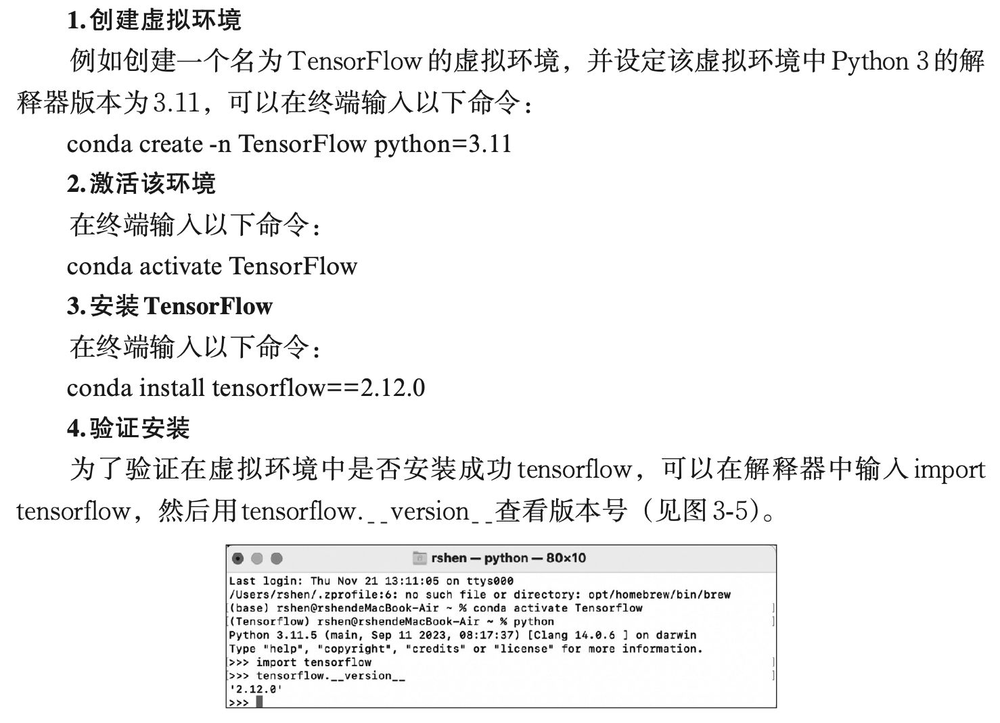 1.创建虚拟环境
例如创建一个名为TensorFlow的虚拟环境，并设定该虚拟环境中Python 3的解
释器版本为3.11，可以在终端输入以下命令：
conda create -n TensorFlow python=3.11
2.激活该环境
在终端输入以下命令：
conda activate TensorFlow
3.安装TensorFlow
在终端输入以下命令：
conda install tensorflow==2.12.0
4.验证安装
为了验证在虚拟环境中是否安装成功tensorflow，可以在解释器中输入import
tensorflow，然后用tensorflow.__version__查看版本号（见图3-5）。
rshen — python — 80×10
Last login: Thu Nov 21 13:11:05 on ttys000
/Users/rshen/.zprofile:6: no such file or directory: opt/homebrew/bin/brew
[(base) rshen@rshendeMacBook-Air ~ % conda activate Tensorflow ]
[(Tensorflow) rshen@rshendeMacBook-Air ~ % python ]
Python 3.11.5 (main, Sep 11 2023, 08:17:37) [Clang 14.0.6 ] on darwin
Type "help", "copyright", "credits" or "license" for more information.
[>>> import tensorflow ]
[>>> tensorflow.__version__ ]
'2.12.0'
>>>